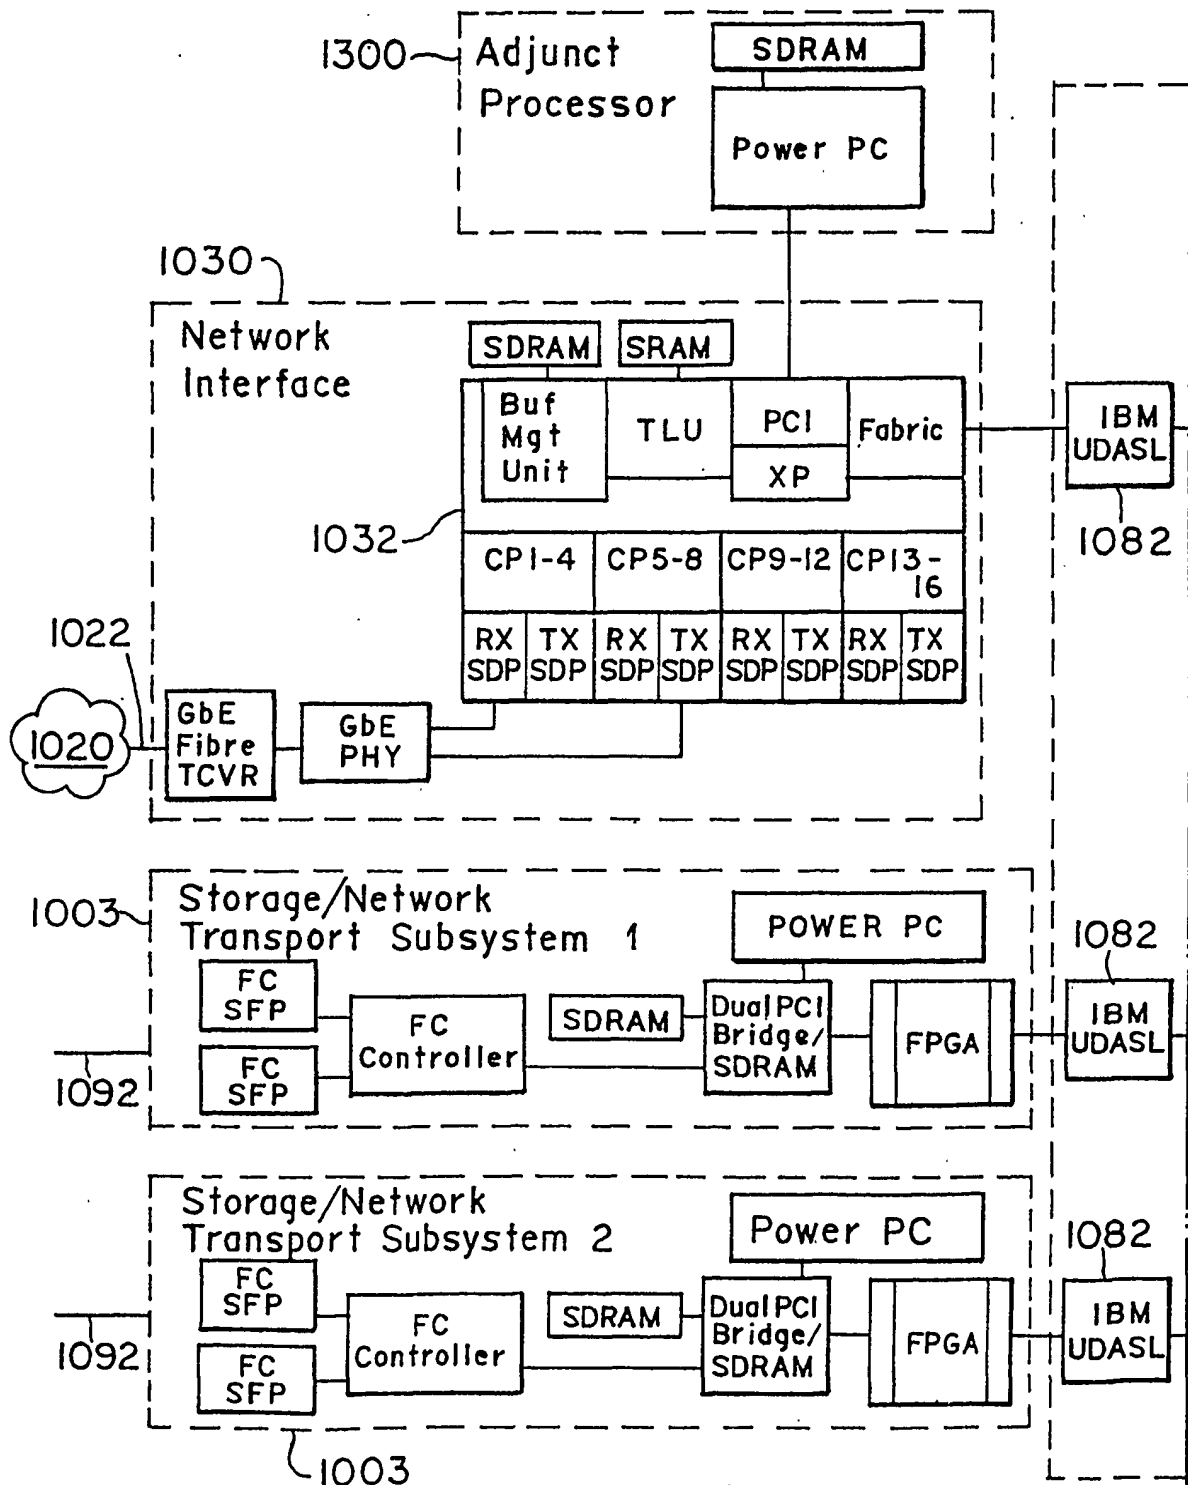 1300
Adjunct
Processor
SDRAM
Power PC
1030
Network
Interface
SDRAM
SRAM
Buf
Mgt
Unit
TLU
PCI
XP
Fabric
IBM
UDASL
1082
1032
CP1-4
CP5-8
CP9-12
CP13-
16
RX
SDP
TX
SDP
RX
SDP
TX
SDP
RX
SDP
TX
SDP
RX
SDP
TX
SDP
1022
1020
GbE
Fibre
TCVR
GbE
PHY
1003
Storage/Network
Transport Subsystem 1
POWER PC
1082
FC
SFP
FC
SFP
FC
Controller
SDRAM
Dual PCI
Bridge/
SDRAM
FPGA
IBM
UDASL
1092
Storage/Network
Transport Subsystem 2
Power PC
1082
FC
SFP
FC
SFP
FC
Controller
SDRAM
Dual PCI
Bridge/
SDRAM
FPGA
IBM
UDASL
1092
1003